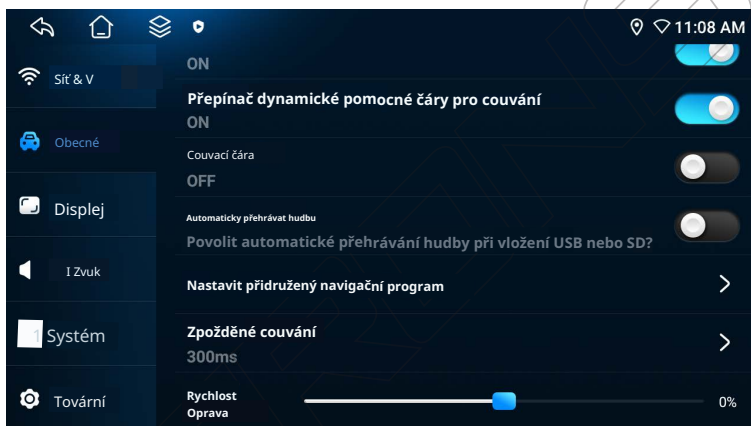 11:08 AM
Síť & V
ON
Přepínač dynamické pomocné čáry pro couvání
ON
Obecné
Couvací čára
OFF
Displej
Automaticky přehrávat hudbu
Povolit automatické přehrávání hudby při vložení USB nebo SD?
I Zvuk
Nastavit přidružený navigační program
1 Systém
Zpožděné couvání
300ms
Tovární
Rychlost
Oprava
0%